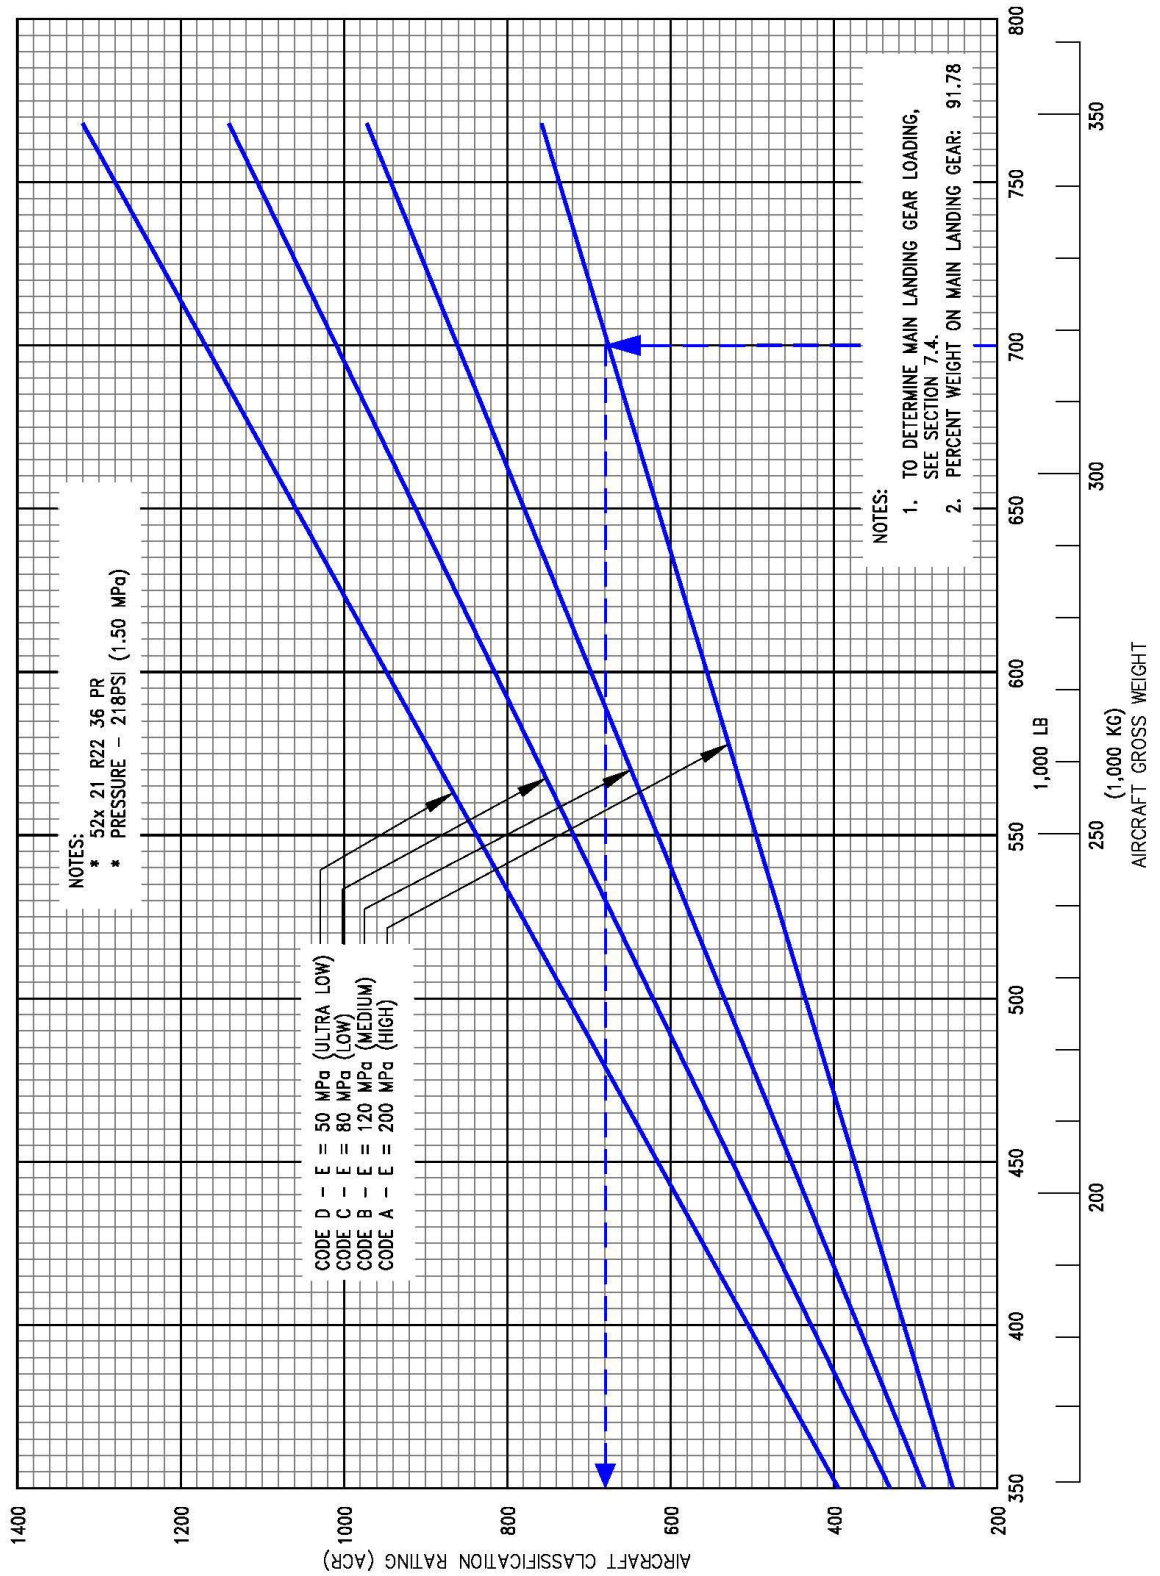 NOTES:
* 52x 21 R22 36 PR
* PRESSURE – 218PSI (1.50 MPa)
CODE D – E = 50 MPa (ULTRA LOW)
CODE C – E = 80 MPa (LOW)
CODE B – E = 120 MPa (MEDIUM)
CODE A – E = 200 MPa (HIGH)
NOTES:
1. TO DETERMINE MAIN LANDING GEAR LOADING,
SEE SECTION 7.4.
2. PERCENT WEIGHT ON MAIN LANDING GEAR: 91.78
AIRCRAFT CLASSIFICATION RATING (ACR)
1400
1200
1000
800
600
400
200
350 400 450 500 550 600 650 700 750 800
1,000 LB
200 250 300 350
(1,000 KG)
AIRCRAFT GROSS WEIGHT